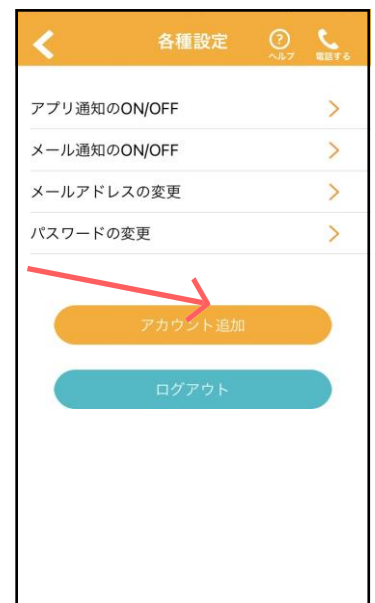 各種設定
ヘルプ
電話する
アプリ通知のON/OFF
メール通知のON/OFF
メールアドレスの変更
パスワードの変更
アカウント追加
ログアウト